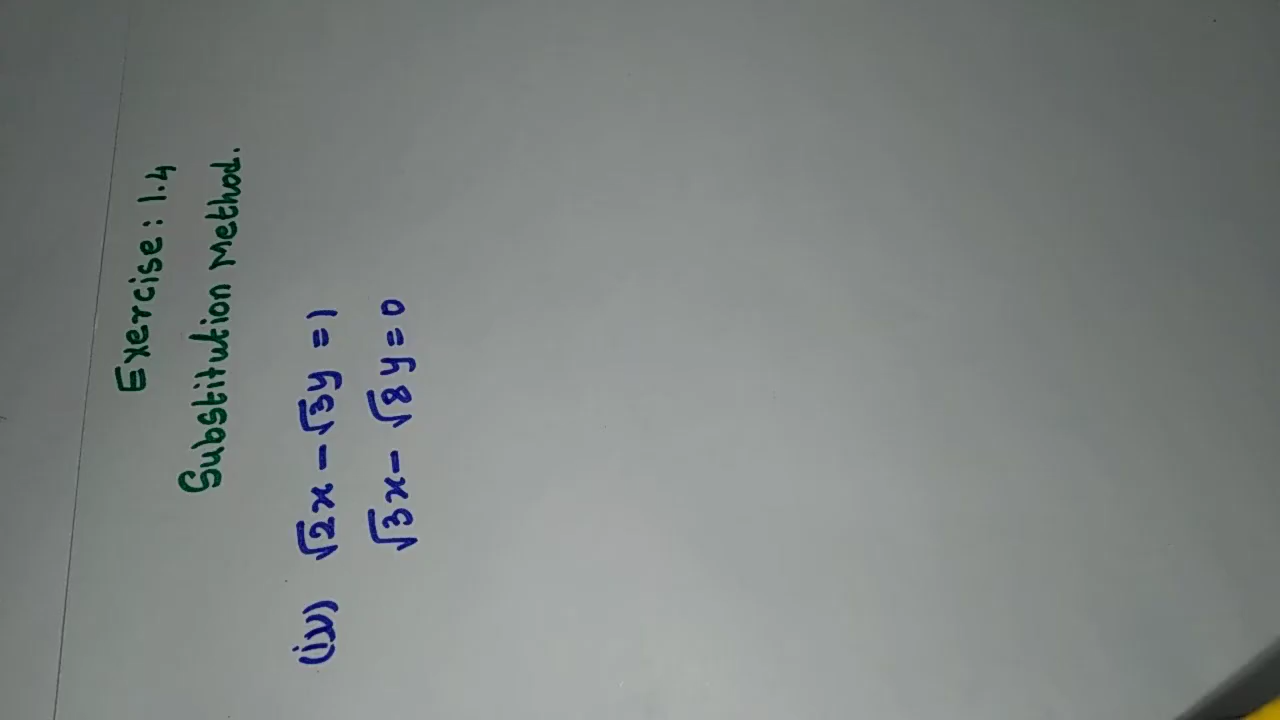 Exercise: 1.4
Substitution Method.
(iv) √2x - √3y = 1
√3x - √8y = 0